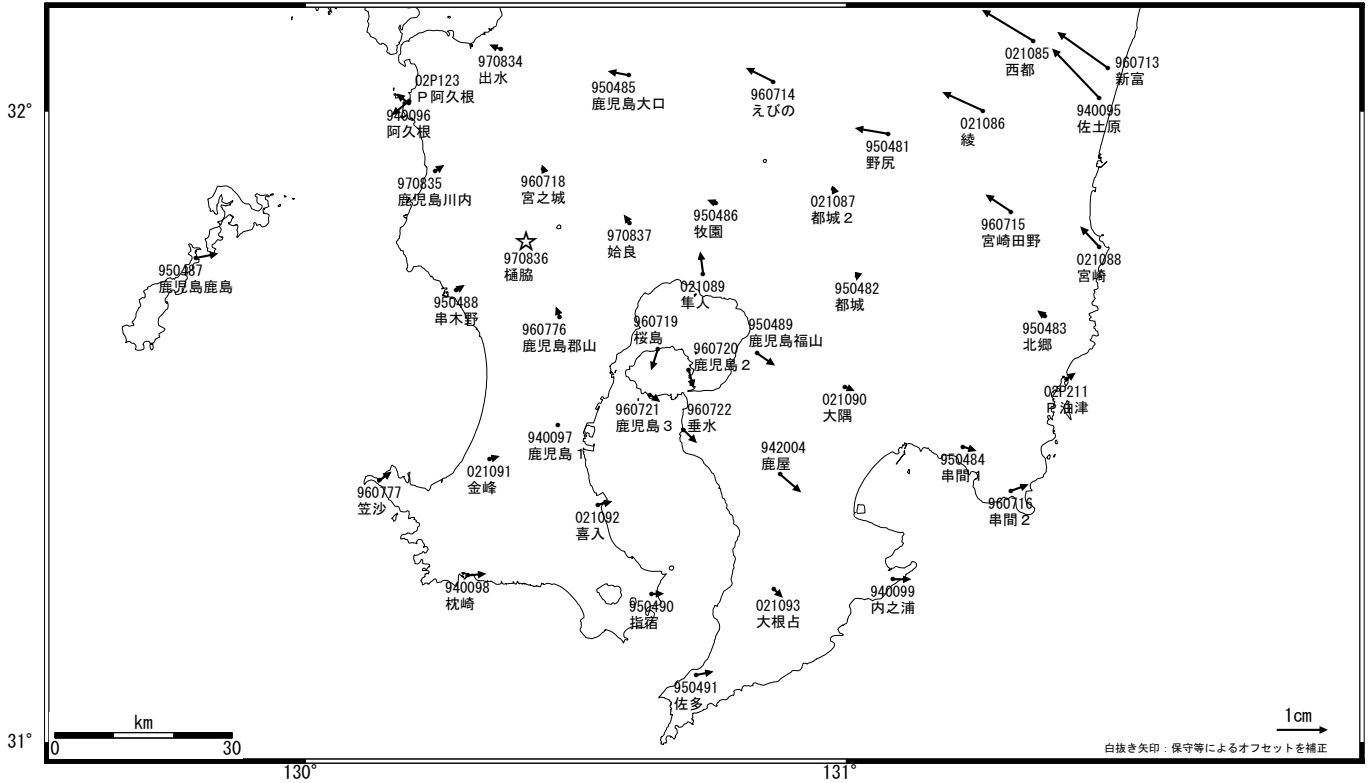 021085
西都
960713
新富
970834
出水
02P123
P阿久根
950485
鹿児島大口
960714
えびの
940095
佐土原
32°
940096
阿久根
021086
綾
950481
野尻
970835
鹿児島川内
960718
宮之城
021087
都城2
950486
牧園
960715
宮崎田野
970837
姶良
970836
樋脇
021088
宮崎
950487
鹿児島鹿島
021089
隼人
950482
都城
950488
串木野
960776
鹿児島郡山
960719
桜島
950489
鹿児島福山
950483
北郷
960720
鹿児島2
02P211
P油津
021090
大隅
960721
鹿児島3
960722
垂水
940097
鹿児島1
942004
鹿屋
021091
金峰
950484
串間1
960777
笠沙
960716
串間2
021092
喜入
940098
枕崎
950490
指宿
021093
大根占
940099
内之浦
950491
佐多
1cm
km
0 30
白抜き矢印:保守等によるオフセットを補正
31°
130° 131°